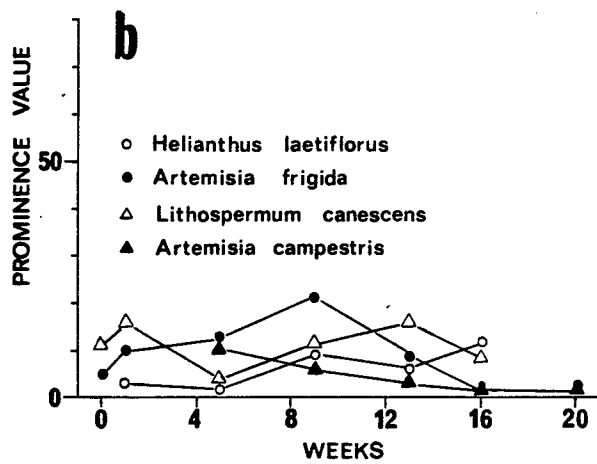 b
PROMINENCE VALUE
50
0
Helianthus laetiflorus
Artemisia frigida
Lithospermum canescens
Artemisia campestris
0 4 8 12 16 20
WEEKS